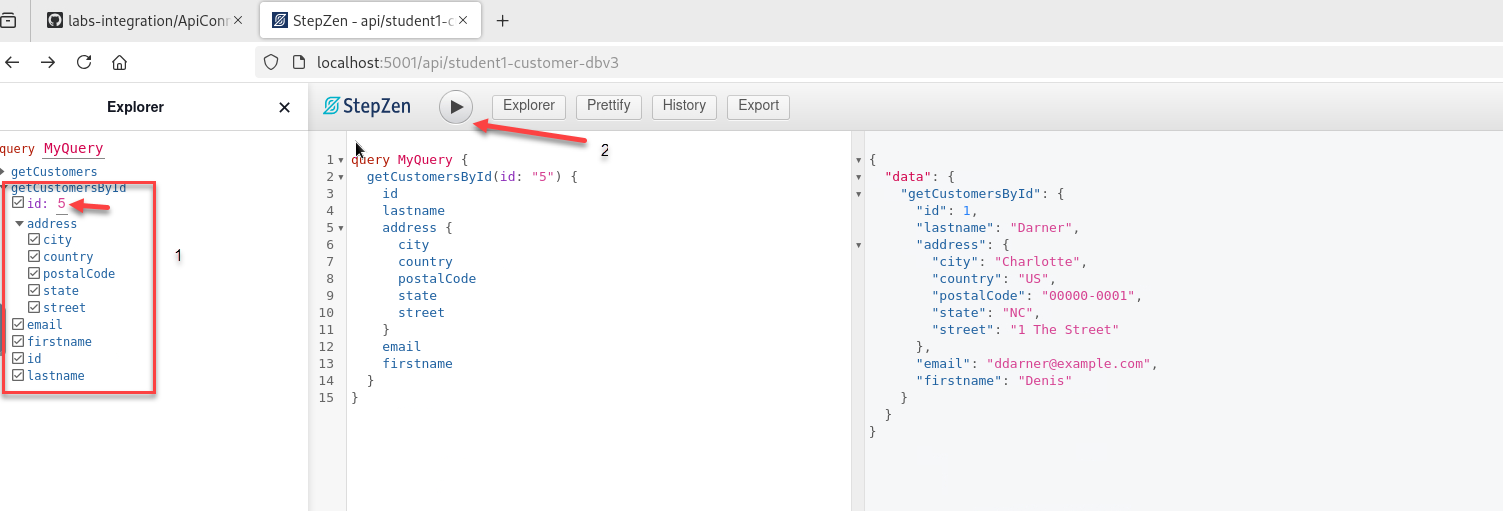 labs-integration/ApiConn
StepZen - api/student1-c
localhost:5001/api/student1-customer-dbv3
Explorer
StepZen
Explorer
Prettify
History
Export
query MyQuery
getCustomers
getCustomersById
id: 5
address
city
country
postalCode
state
street
email
firstname
id
lastname
1
2
1 query MyQuery {
2 getCustomersById(id: "5") {
3 id
4 lastname
5 address {
6 city
7 country
8 postalCode
9 state
10 street
11 }
12 email
13 firstname
14 }
15 }
{
"data": {
"getCustomersById": {
"id": 1,
"lastname": "Darner",
"address": {
"city": "Charlotte",
"country": "US",
"postalCode": "00000-0001",
"state": "NC",
"street": "1 The Street"
},
"email": "ddarner@example.com",
"firstname": "Denis"
}
}
}